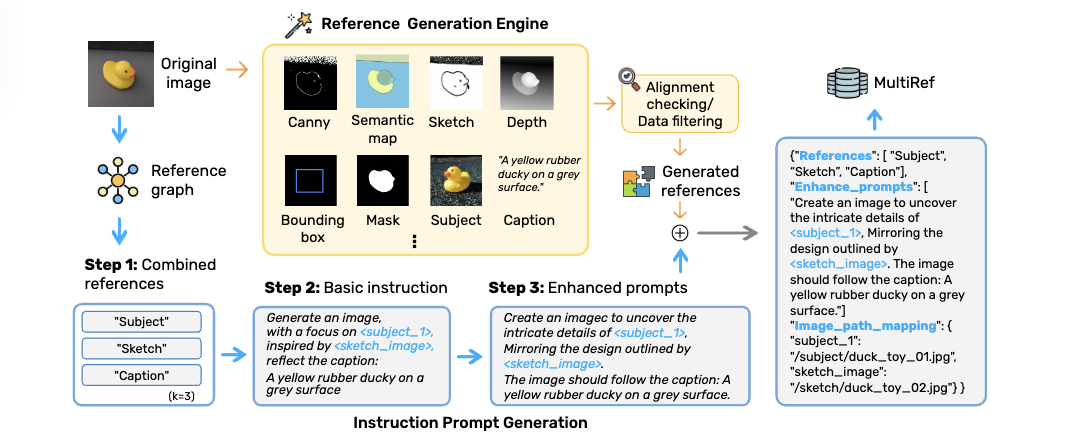 Reference Generation Engine
Original
image
Canny
Semantic
map
Sketch
Depth
Bounding
box
Mask
Subject
"A yellow rubber
ducky on a grey
surface."
Caption
Alignment
checking/
Data filtering
Generated
references
MultiRef
Reference
graph
Step 1: Combined
references
"Subject"
"Sketch"
"Caption"
(k=3)
Step 2: Basic instruction
Generate an image,
with a focus on <subject_1>,
inspired by <sketch_image>,
reflect the caption:
A yellow rubber ducky on a
grey surface
Step 3: Enhanced prompts
Create an imagec to uncover the
intricate details of <subject_1>,
Mirroring the design outlined by
<sketch_image>.
The image should follow the caption: A
yellow rubber ducky on a grey surface.
{"References": [ "Subject",
"Sketch", "Caption"],
"Enhance_prompts": [
"Create an image to uncover
the intricate details of
<subject_1>, Mirroring the
design outlined by
<sketch_image>. The image
should follow the caption: A
yellow rubber ducky on a grey
surface."]
"Image_path_mapping": {
"subject_1":
"/subject/duck_toy_01.jpg",
"sketch_image":
"/sketch/duck_toy_02.jpg"} }
Instruction Prompt Generation